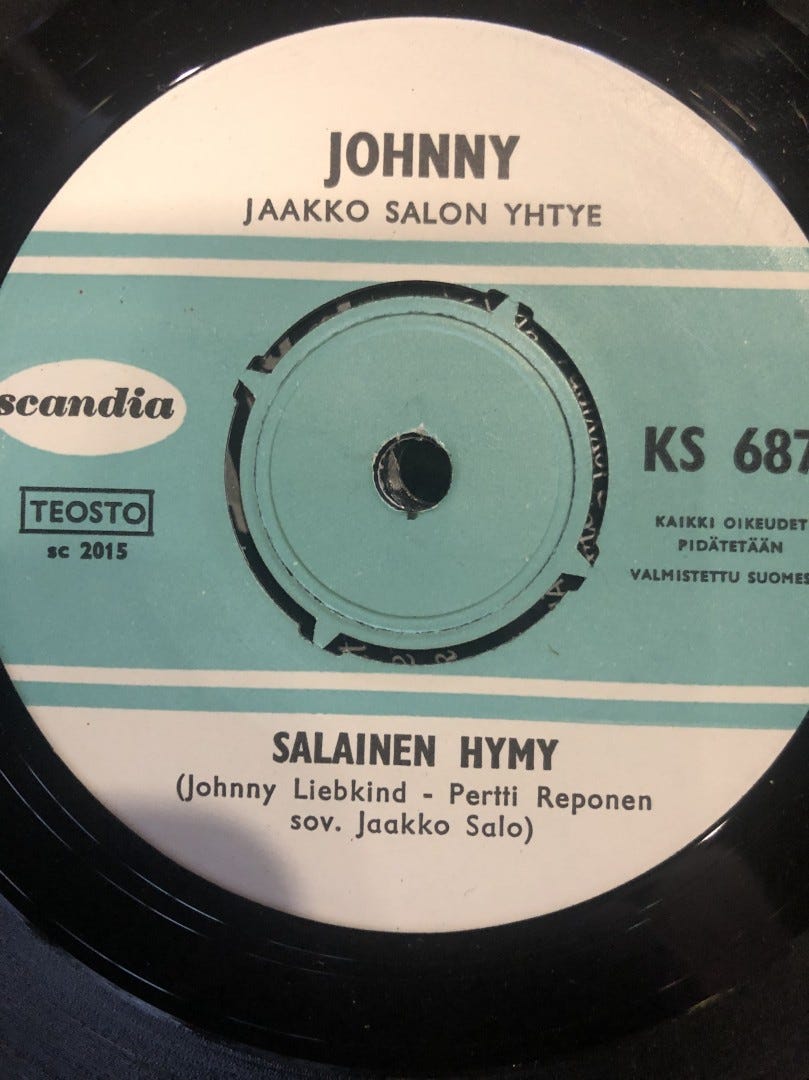 JOHNNY
JAAKKO SALON YHTYE
scandia
TEOSTO
sc 2015
KS 687
KAIKKI OIKEUDET
PIDÄTETÄÄN
VALMISTETTU
SALAINEN HYMY
(Johnny Liebkind - Pertti Reponen
sov. Jaakko Salo)